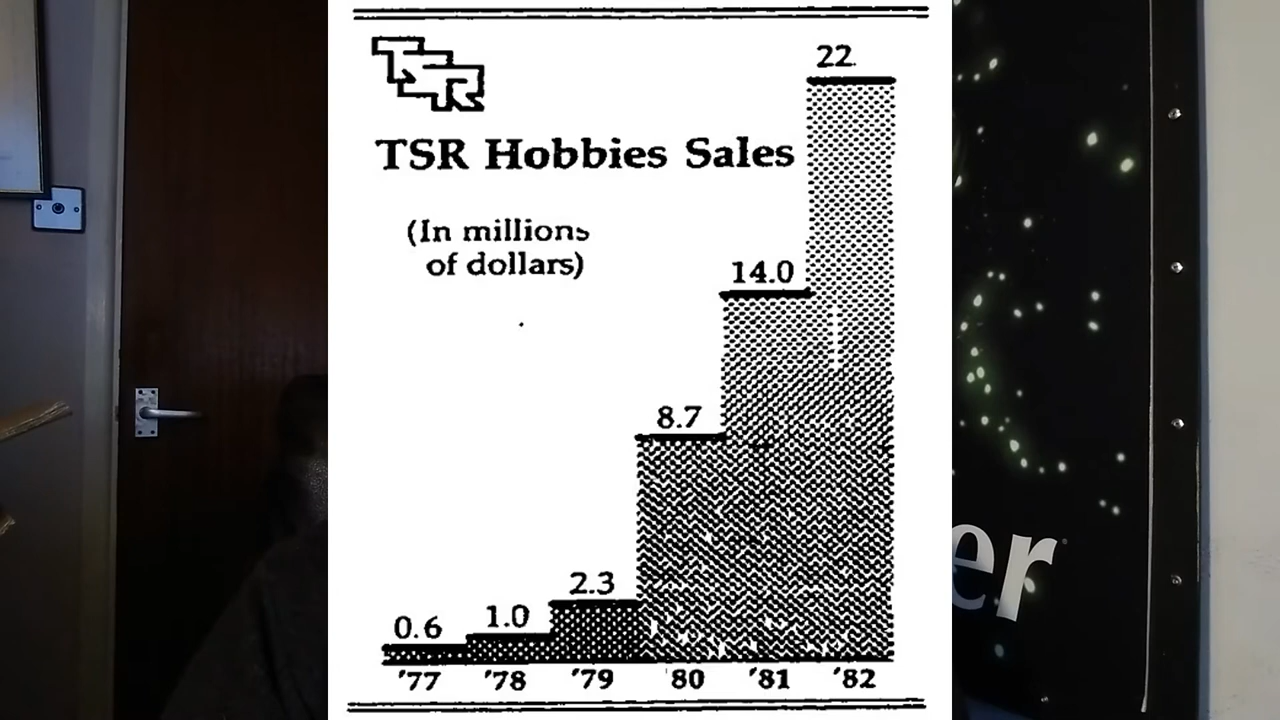 TSR
22
TSR Hobbies Sales
(In millions
of dollars)
14.0
8.7
2.3
1.0
0.6
'77 '78 '79 '80 '81 '82
er